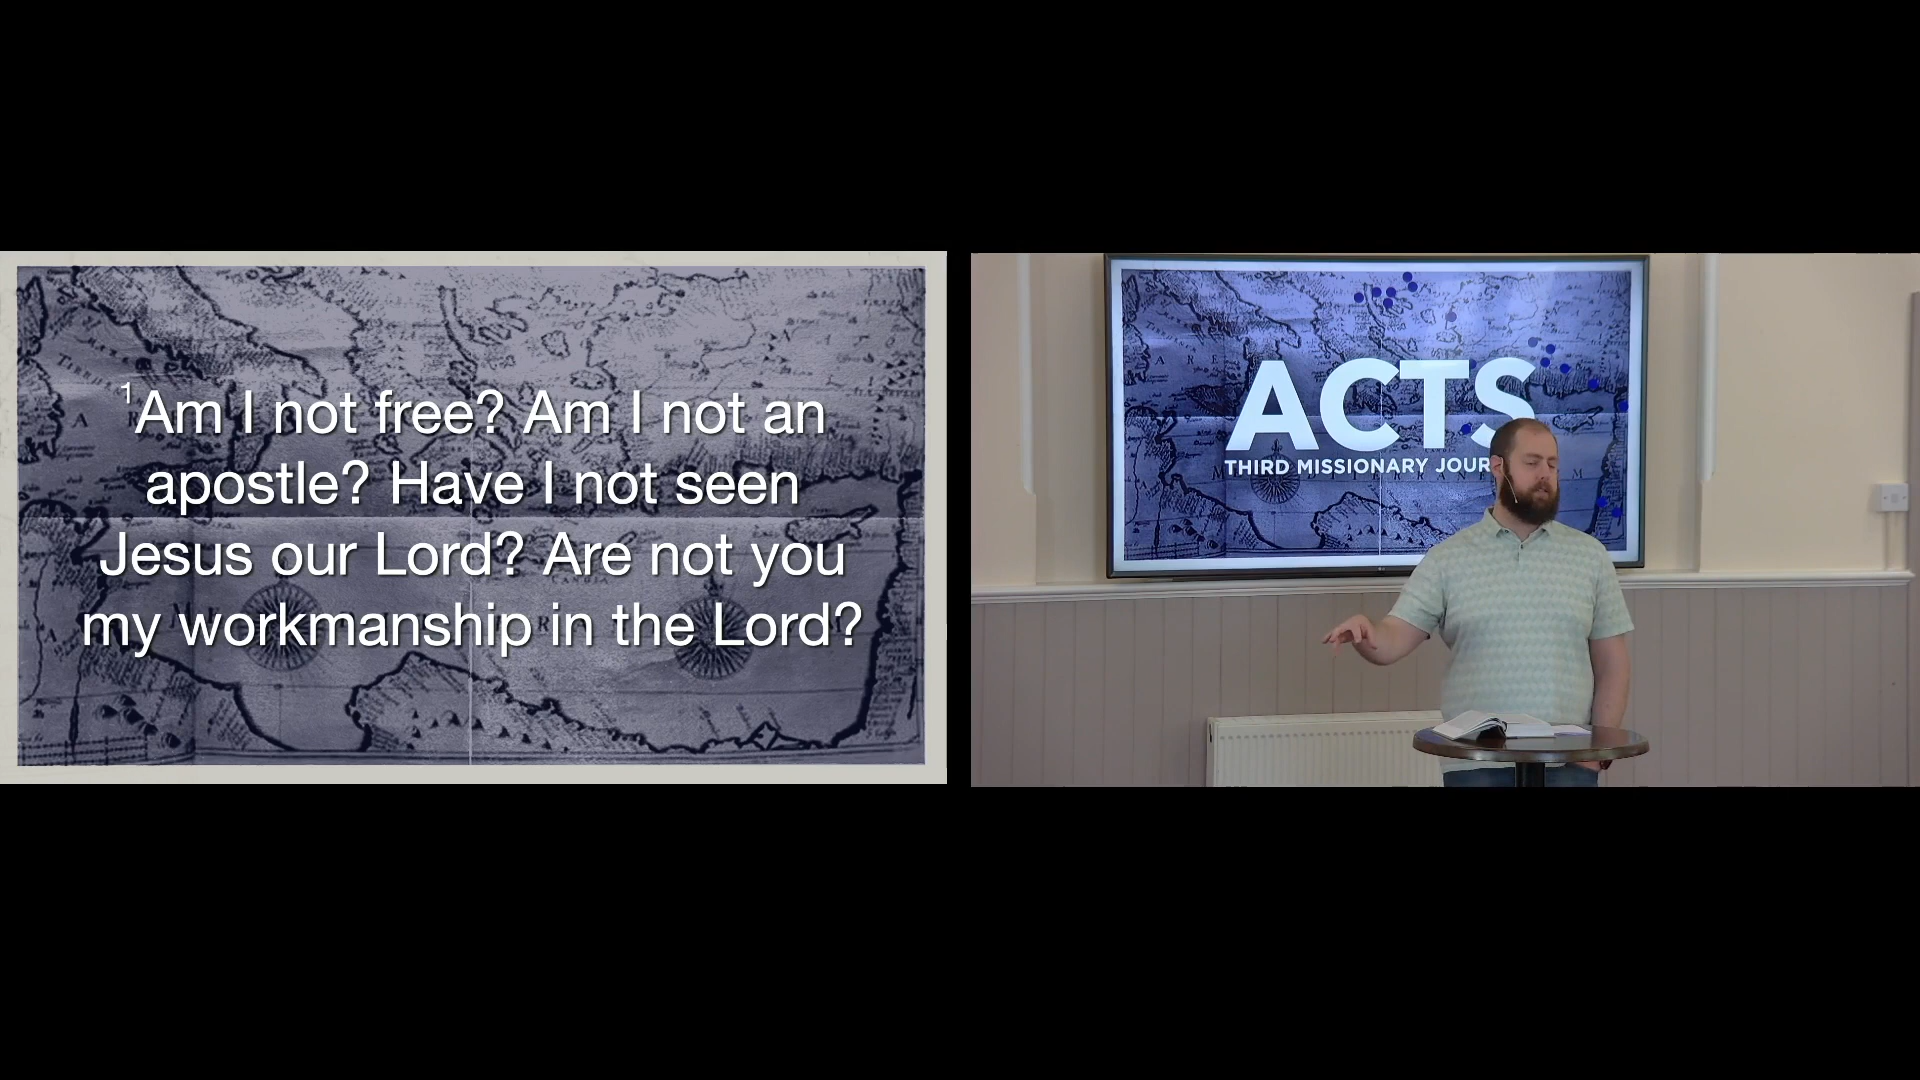 ¹Am I not free? Am I not an
apostle? Have I not seen
Jesus our Lord? Are not you
my workmanship in the Lord?
ACTS
THIRD MISSIONARY JOUR